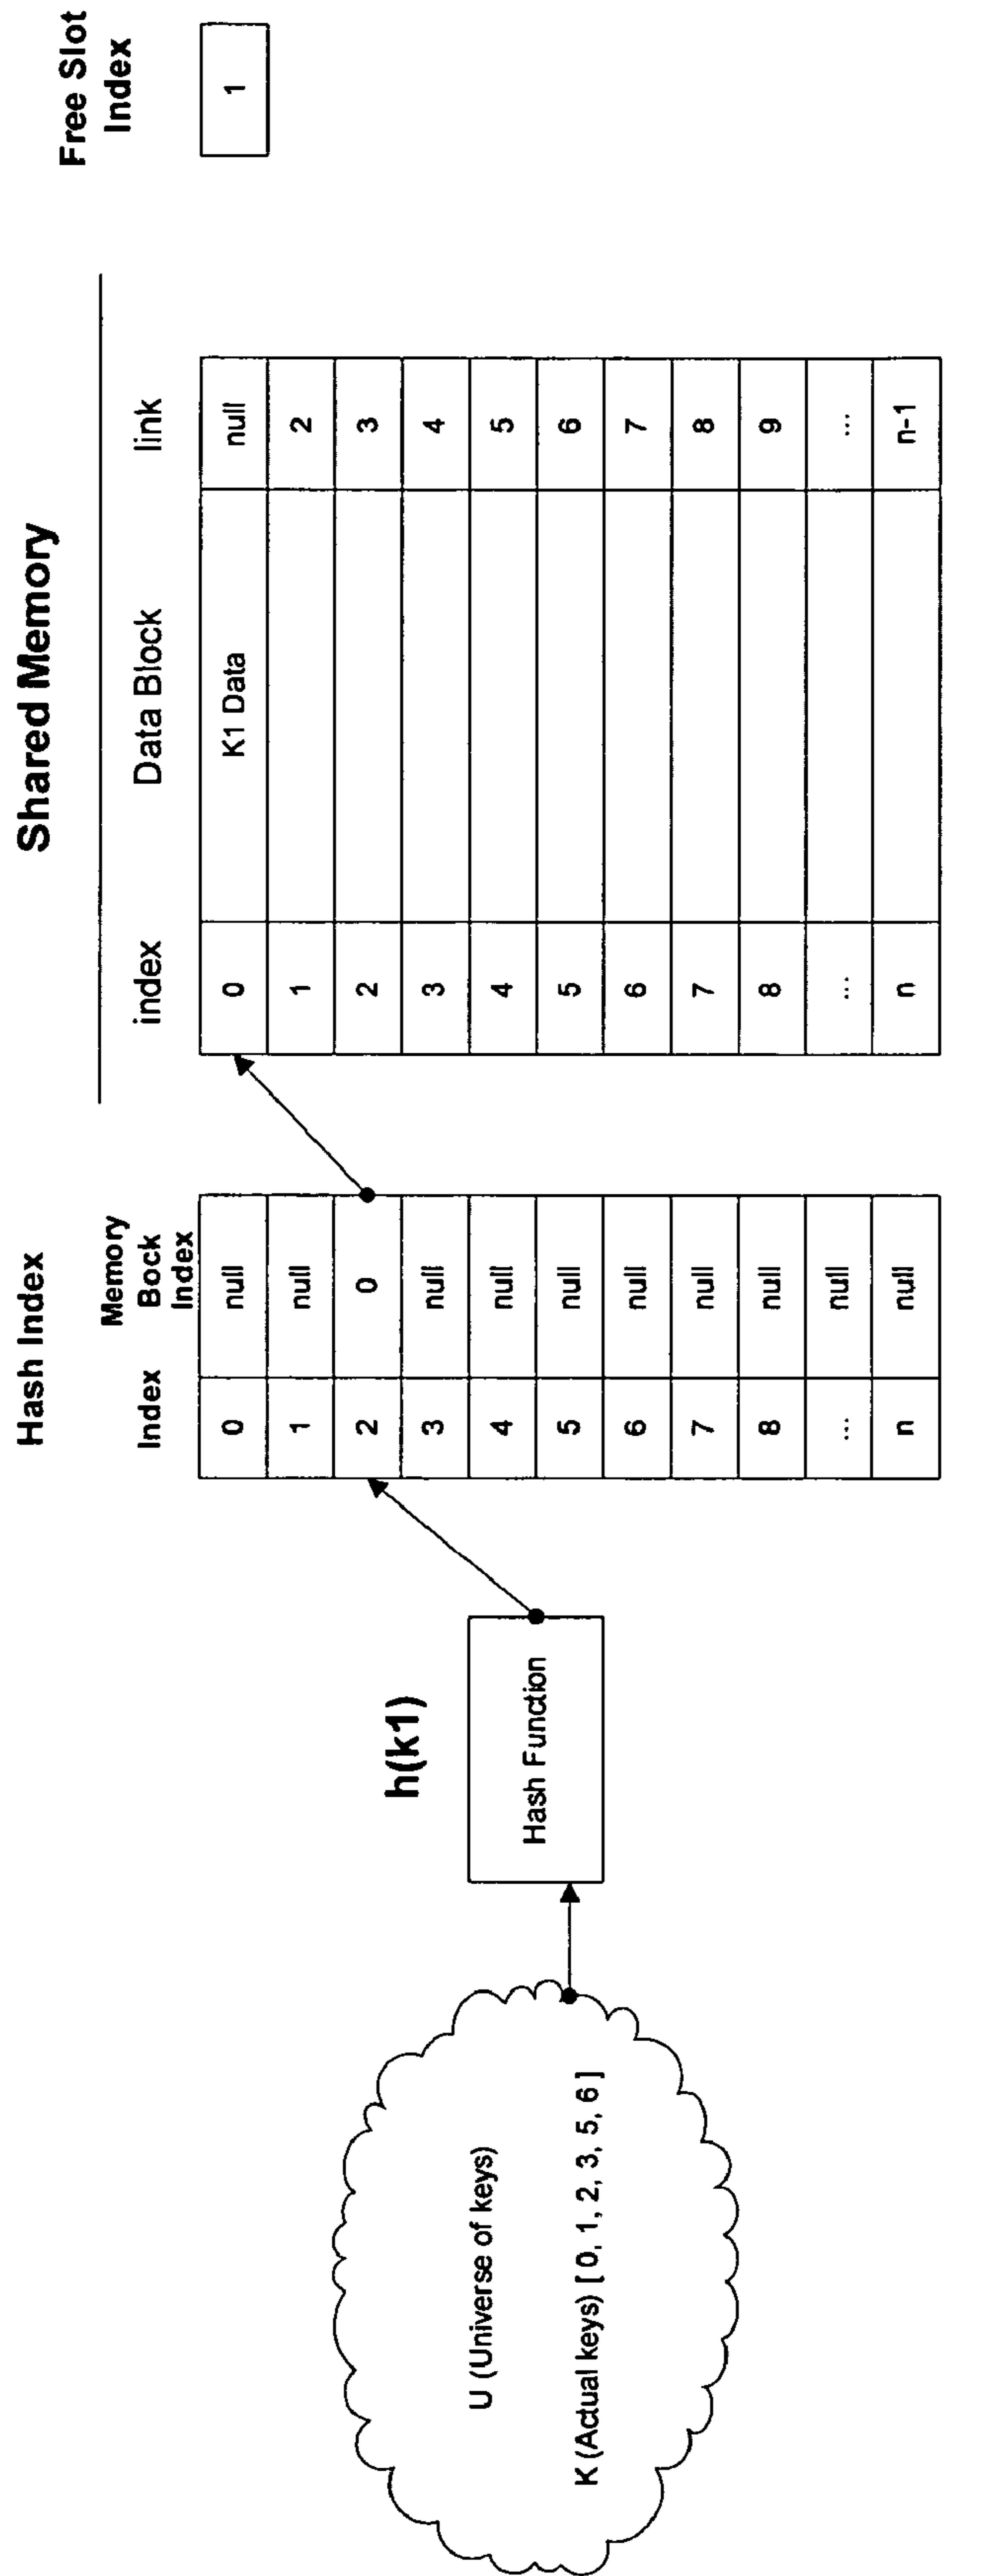 Hash Index
Shared Memory
Free Slot
Index
Index
Memory
Bock
Index
index
Data Block
link
0 null 0 K1 Data null 1
1 null 1 2
2 0 2 3
3 null 3 4
h(k1)
4 null 4 5
U (Universe of keys)
Hash Function
5 null 5 6
K (Actual keys) [ 0, 1, 2, 3, 5, 6 ]
6 null 6 7
7 null 7 8
8 null 8 9
... null ... ...
n null n n-1